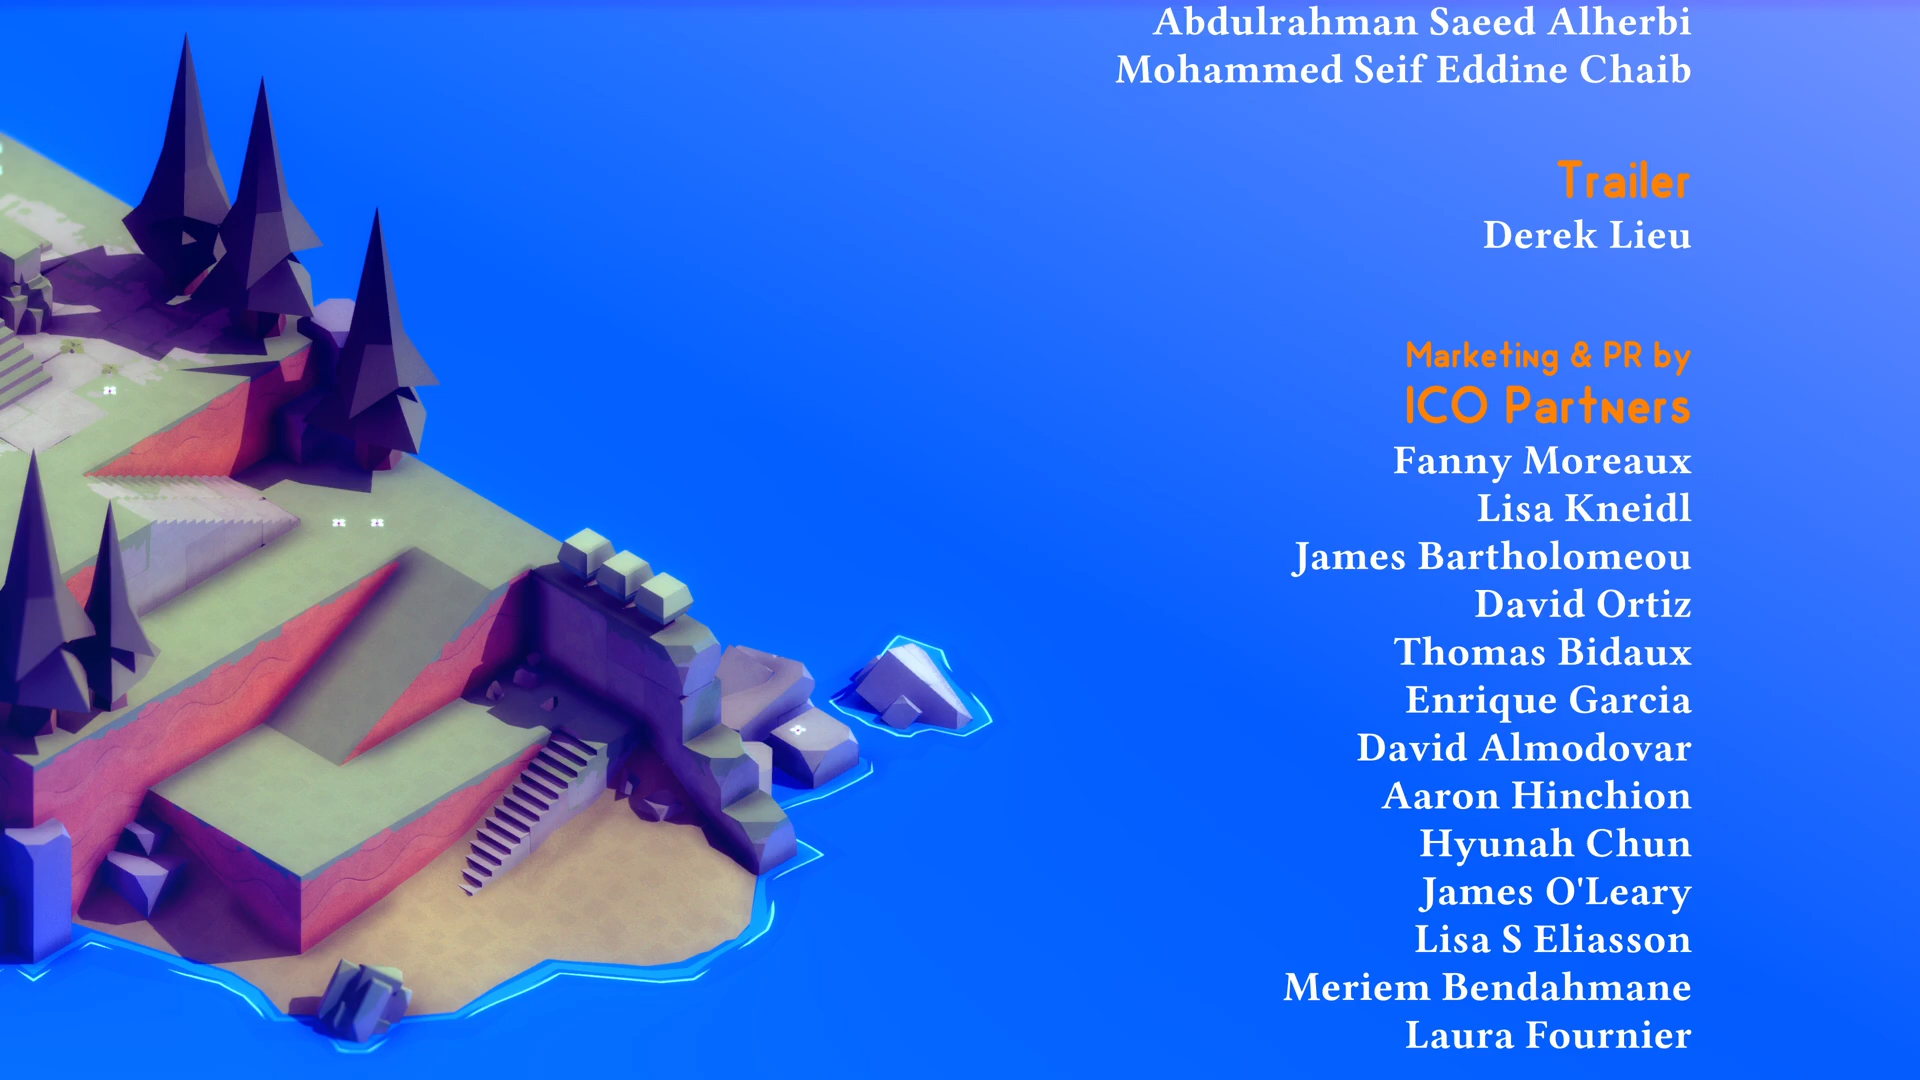 Abdulrahman Saeed Alherbi
Mohammed Seif Eddine Chaib
Trailer
Derek Lieu
Marketing & PR by
ICO Partners
Fanny Moreaux
Lisa Kneidl
James Bartholomeou
David Ortiz
Thomas Bidaux
Enrique Garcia
David Almodovar
Aaron Hinchion
Hyunah Chun
James O'Leary
Lisa S Eliasson
Meriem Bendahmane
Laura Fournier